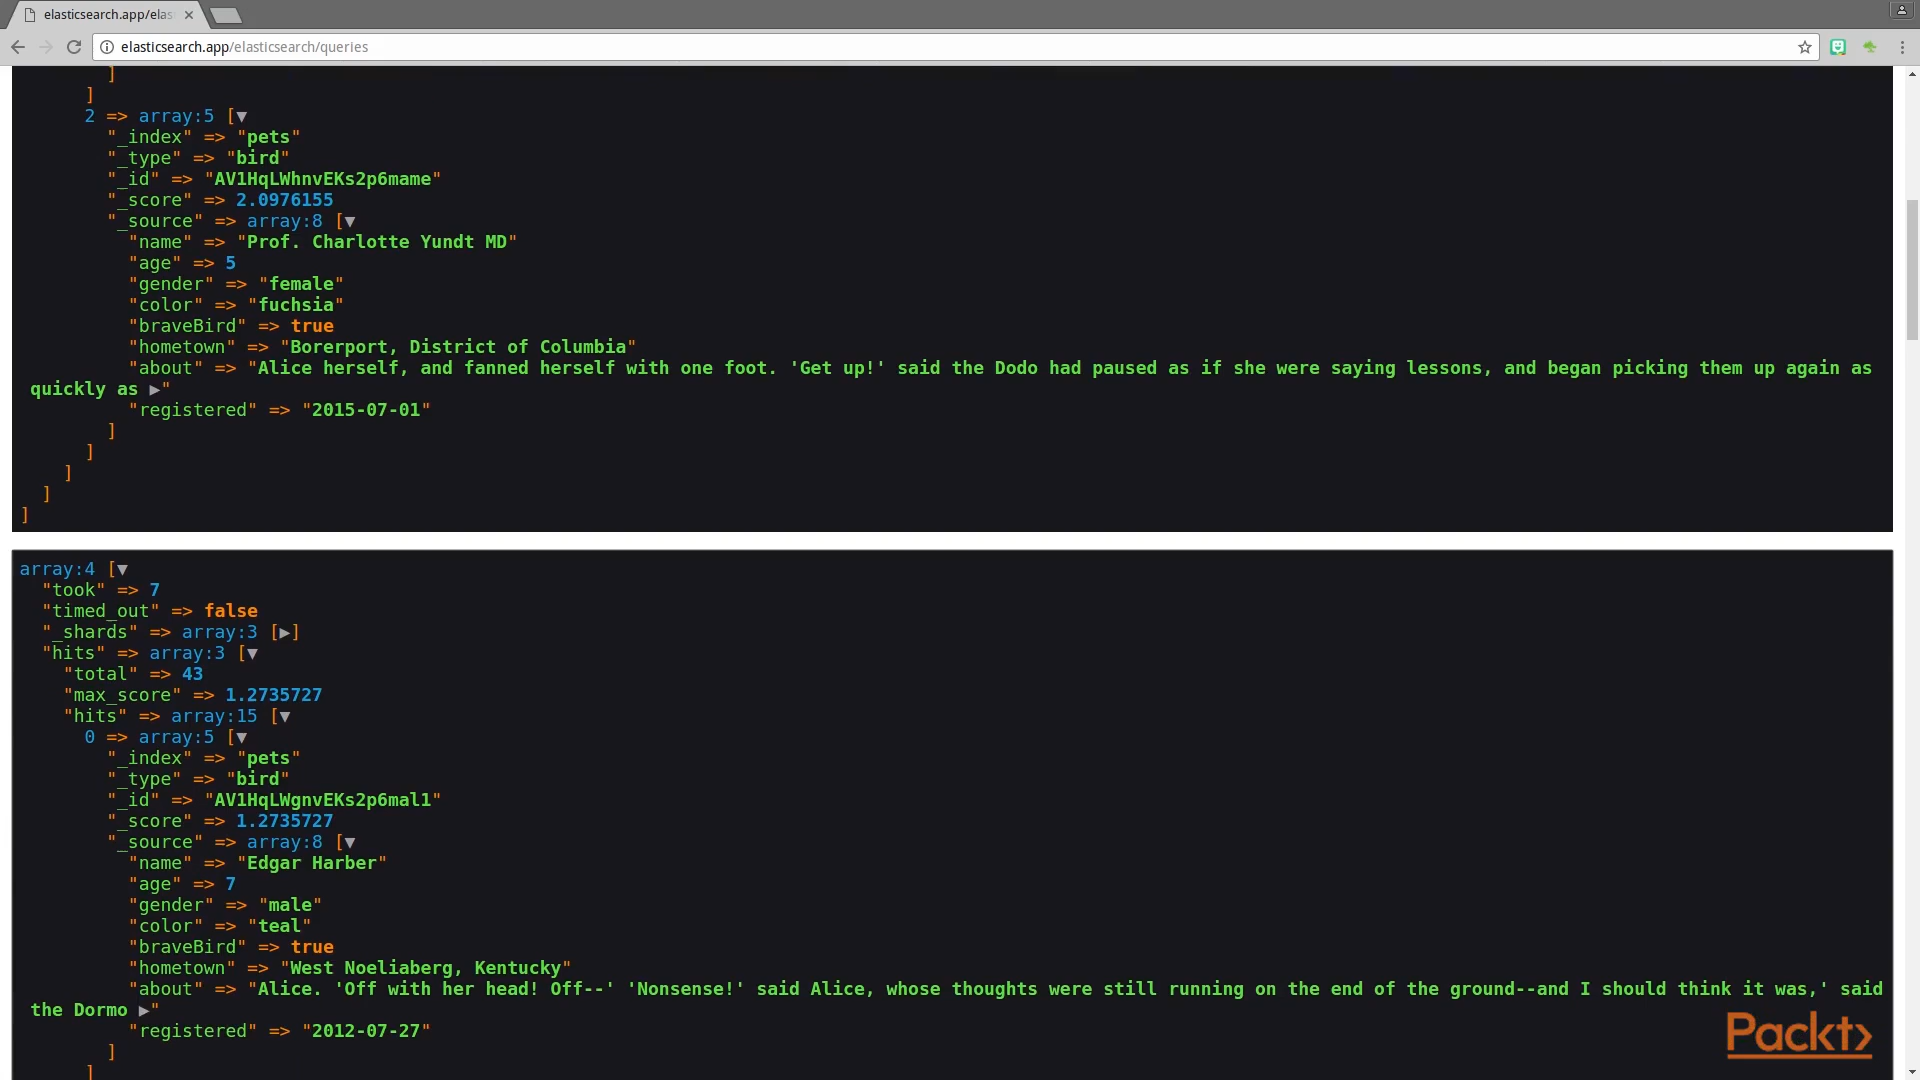 elasticsearch.app/elas
elasticsearch.app/elasticsearch/queries
]
]
2 => array:5 [▼
"_index" => "pets"
"_type" => "bird"
"_id" => "AV1HqLWhnvEKs2p6mame"
"_score" => 2.0976155
"_source" => array:8 [▼
"name" => "Prof. Charlotte Yundt MD"
"age" => 5
"gender" => "female"
"color" => "fuchsia"
"braveBird" => true
"hometown" => "Borerport, District of Columbia"
"about" => "Alice herself, and fanned herself with one foot. 'Get up!' said the Dodo had paused as if she were saying lessons, and began picking them up again as
quickly as ▶"
"registered" => "2015-07-01"
]
]
]
]
]
array:4 [▼
"took" => 7
"timed_out" => false
"_shards" => array:3 [▶]
"hits" => array:3 [▼
"total" => 43
"max_score" => 1.2735727
"hits" => array:15 [▼
0 => array:5 [▼
"_index" => "pets"
"_type" => "bird"
"_id" => "AV1HqLWgnvEKs2p6mal1"
"_score" => 1.2735727
"_source" => array:8 [▼
"name" => "Edgar Harber"
"age" => 7
"gender" => "male"
"color" => "teal"
"braveBird" => true
"hometown" => "West Noeliaberg, Kentucky"
"about" => "Alice. 'Off with her head! Off--' 'Nonsense!' said Alice, whose thoughts were still running on the end of the ground--and I should think it was,' said
the Dormo ▶"
"registered" => "2012-07-27"
]
]
Packt>